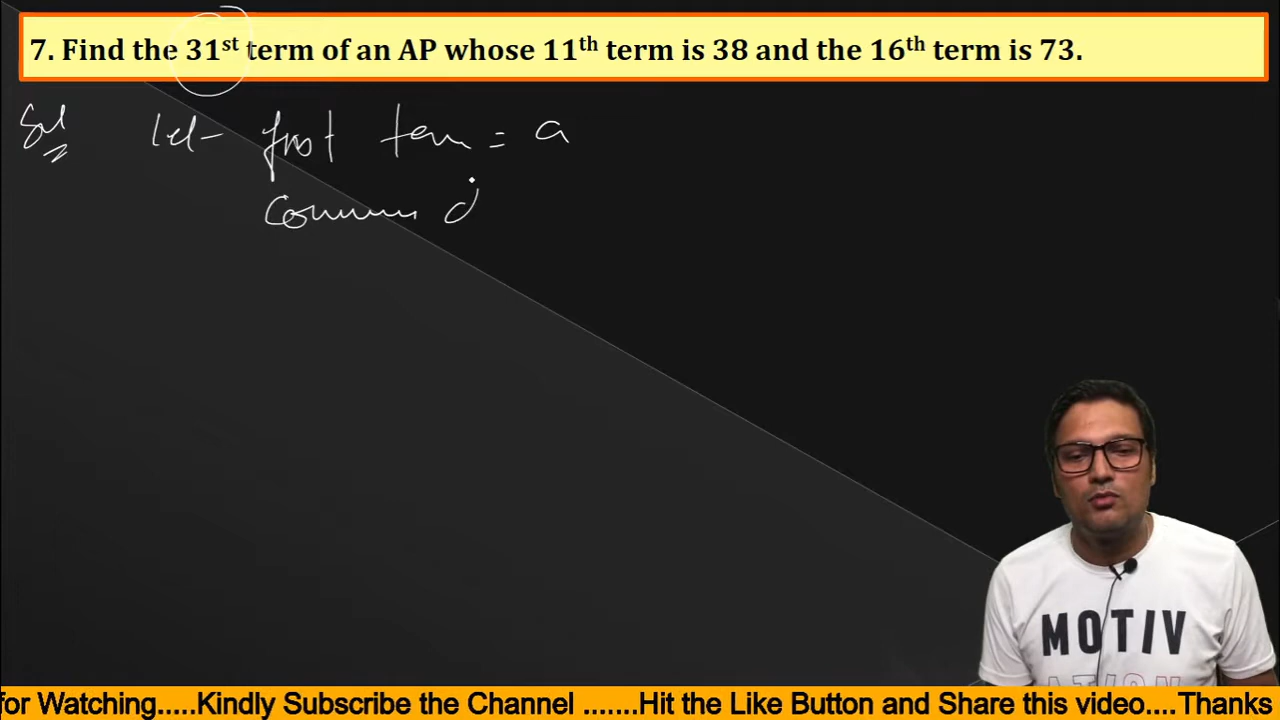 7. Find the 31st term of an AP whose 11th term is 38 and the 16th term is 73.
Sol let first term = a
common d
for Watching.....Kindly Subscribe the Channel .......Hit the Like Button and Share this video....Thanks
MOTIV